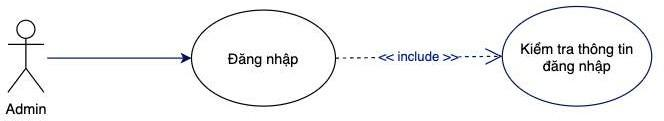 Admin
Đăng nhập
<< include >>
Kiểm tra thông tin
đăng nhập